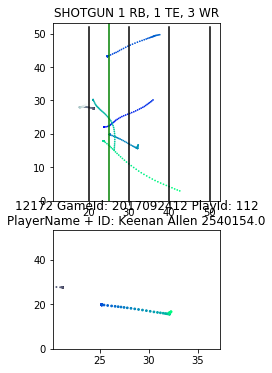 SHOTGUN 1 RB, 1 TE, 3 WR
50
40
30
20
10
0
20 30 40 50
12172 GameId: 2017092412 PlayId: 112
PlayerName + ID: Keenan Allen 2540154.0
40
20
0
25 30 35